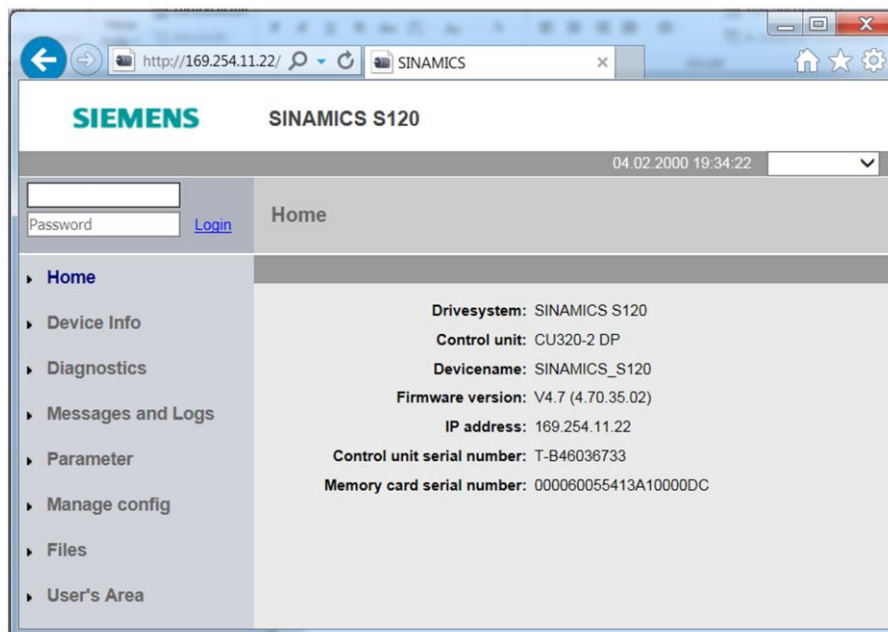 http://169.254.11.22/
SINAMICS
SIEMENS
SINAMICS S120
04.02.2000 19:34:22
Password
Login
Home
Home
Device Info
Diagnostics
Messages and Logs
Parameter
Manage config
Files
User's Area
Drivesystem: SINAMICS S120
Control unit: CU320-2 DP
Devicename: SINAMICS_S120
Firmware version: V4.7 (4.70.35.02)
IP address: 169.254.11.22
Control unit serial number: T-B46036733
Memory card serial number: 000060055413A10000DC